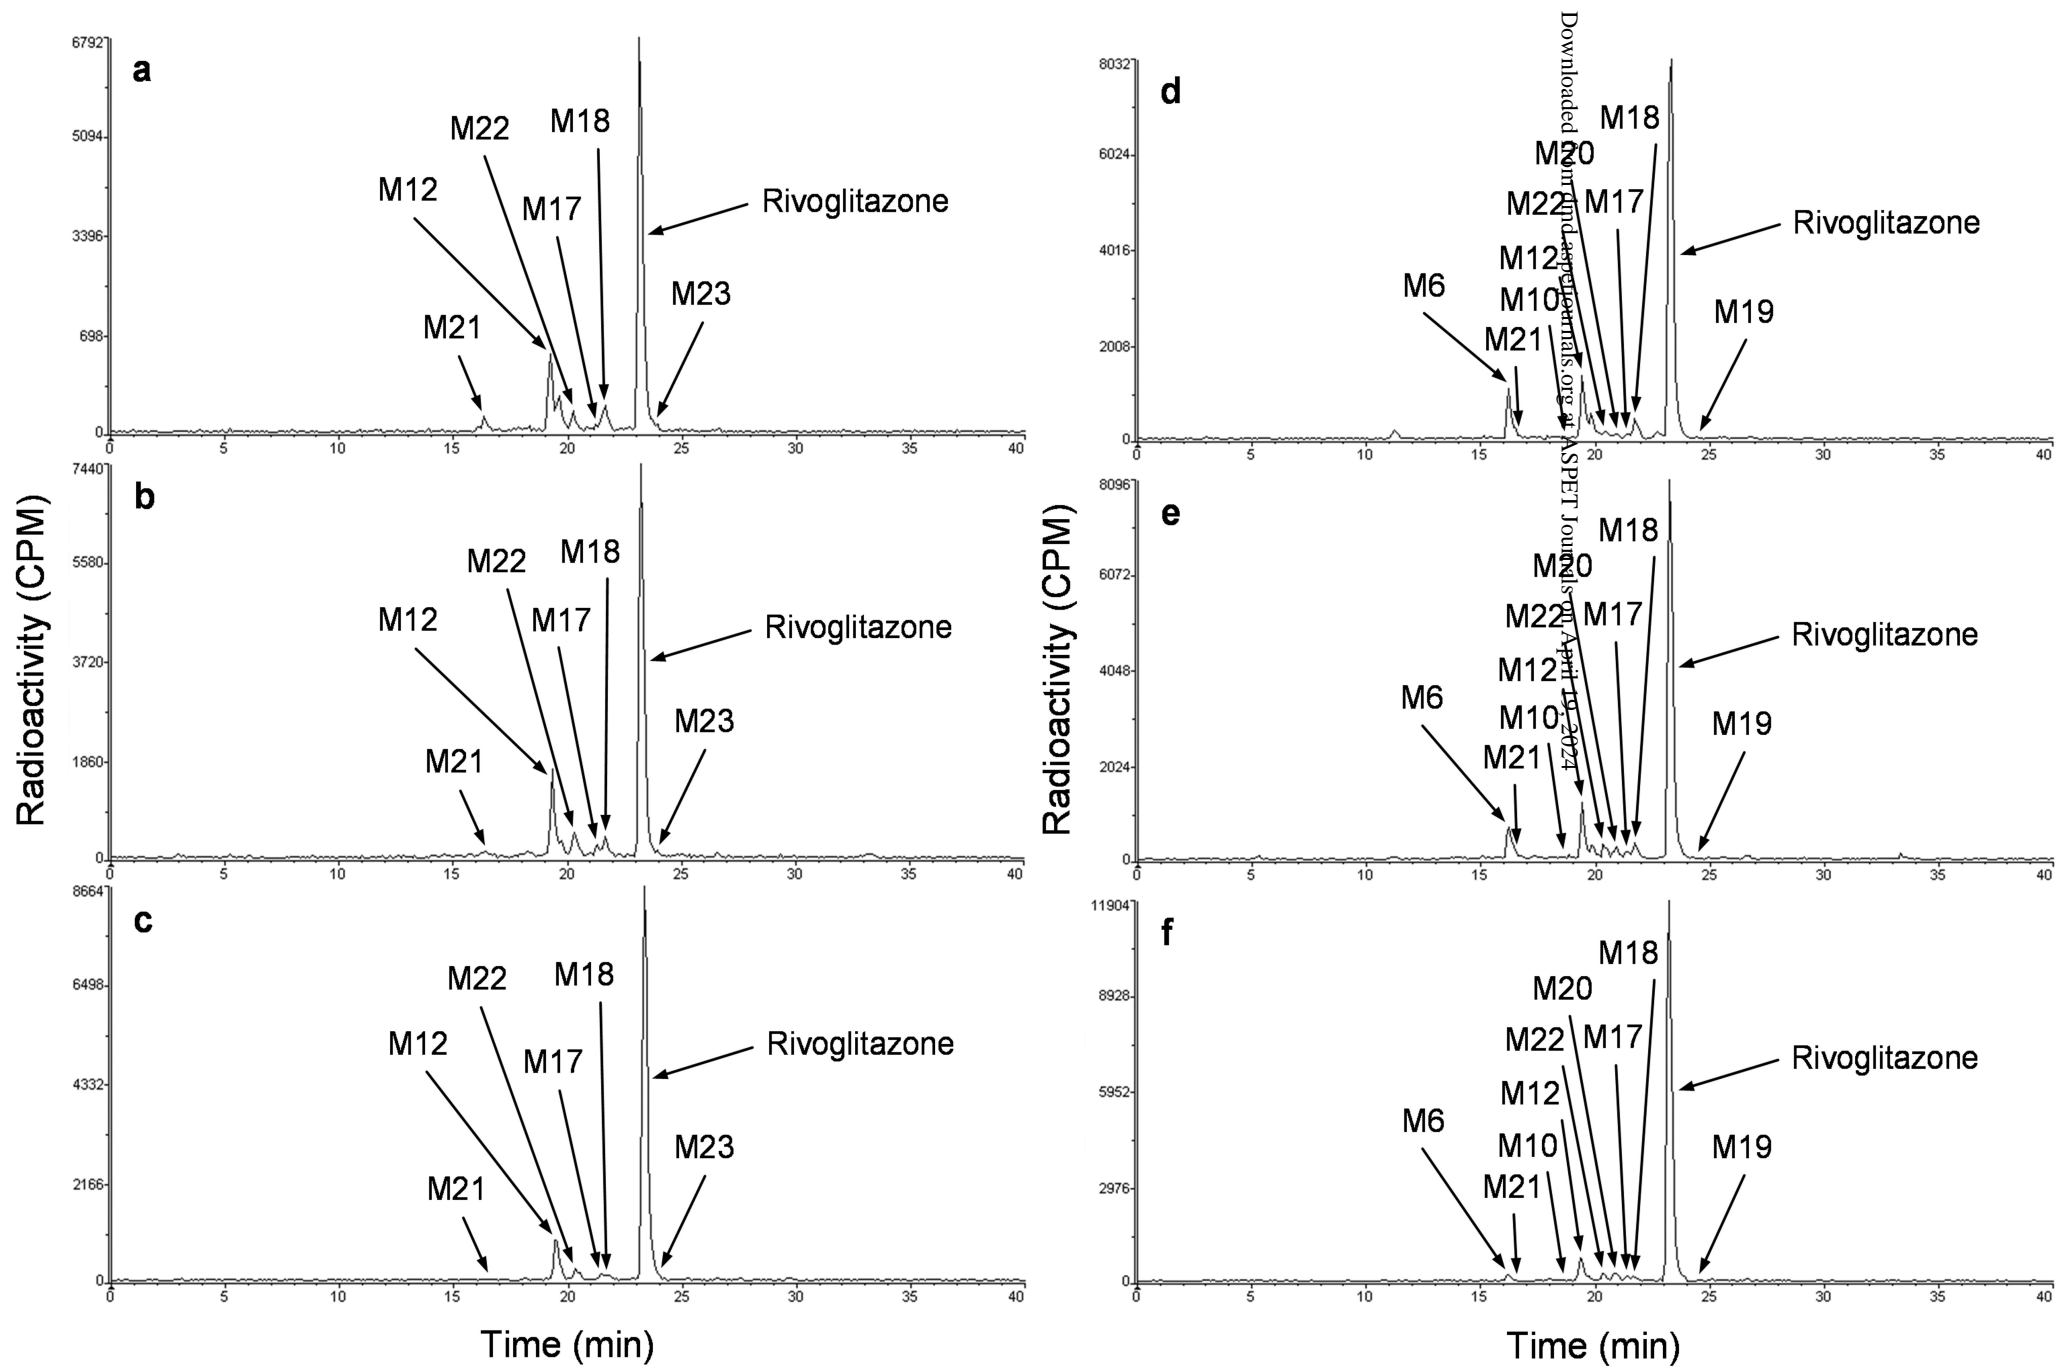 a
6792
5094
3396
698
0
M22
M18
M12
M17
Rivoglitazone
M21
M23
0 5 10 15 20 25 30 35 40
b
7440
5580
3720
1860
0
M22
M18
M12
M17
Rivoglitazone
M21
M23
0 5 10 15 20 25 30 35 40
c
8664
6498
4332
2166
0
M22
M18
M12
M17
Rivoglitazone
M21
M23
0 5 10 15 20 25 30 35 40
Radioactivity (CPM)
Time (min)
d
8032
6024
4016
2008
0
M18
M20
M22
M17
Rivoglitazone
M12
M6
M10
M21
M19
0 5 10 15 20 25 30 35 40
e
8096
6072
4048
2024
0
M18
M20
M22
M17
Rivoglitazone
M12
M6
M10
M21
M19
0 5 10 15 20 25 30 35 40
f
11904
8928
5952
2976
0
M18
M20
M22
M17
Rivoglitazone
M12
M6
M10
M21
M19
0 5 10 15 20 25 30 35 40
Radioactivity (CPM)
Time (min)
Downloaded from dmd.aspetjournals.org at ASPET Journals on April 19, 2024